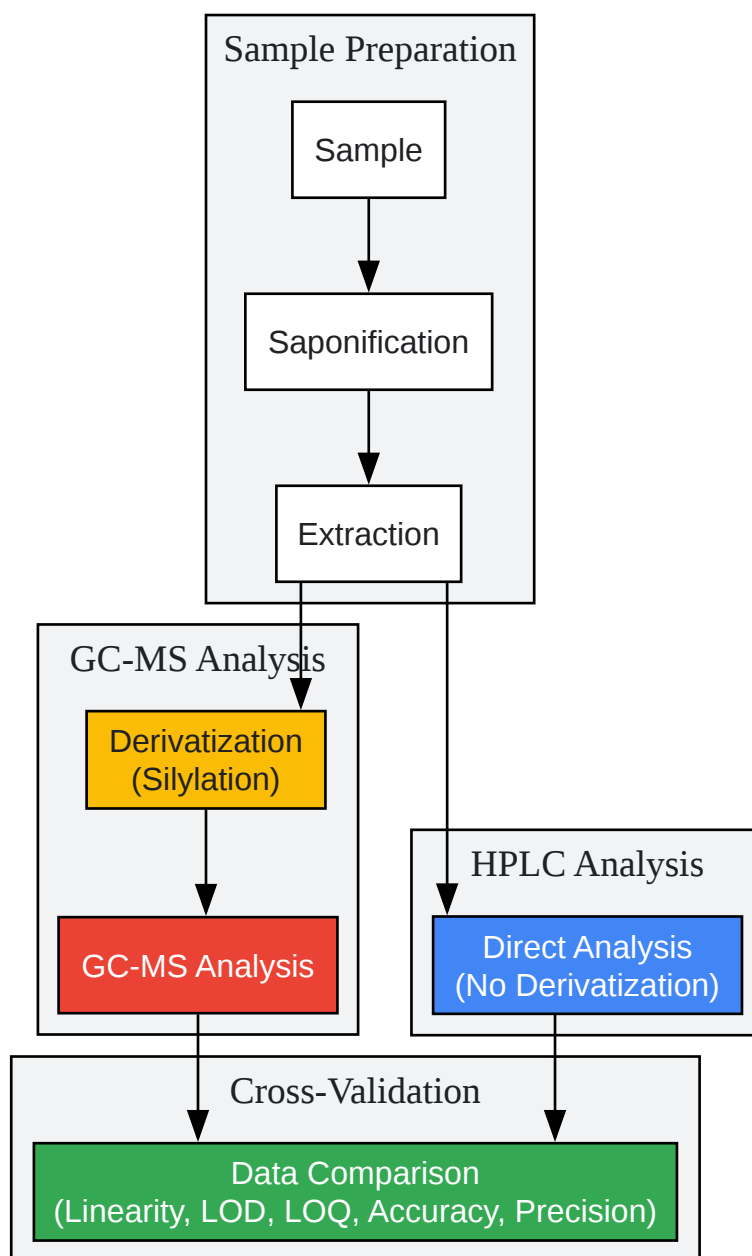 Sample Preparation
Sample
Saponification
Extraction
GC-MS Analysis
Derivatization
(Silylation)
GC-MS Analysis
HPLC Analysis
Direct Analysis
(No Derivatization)
Cross-Validation
Data Comparison
(Linearity, LOD, LOQ, Accuracy, Precision)